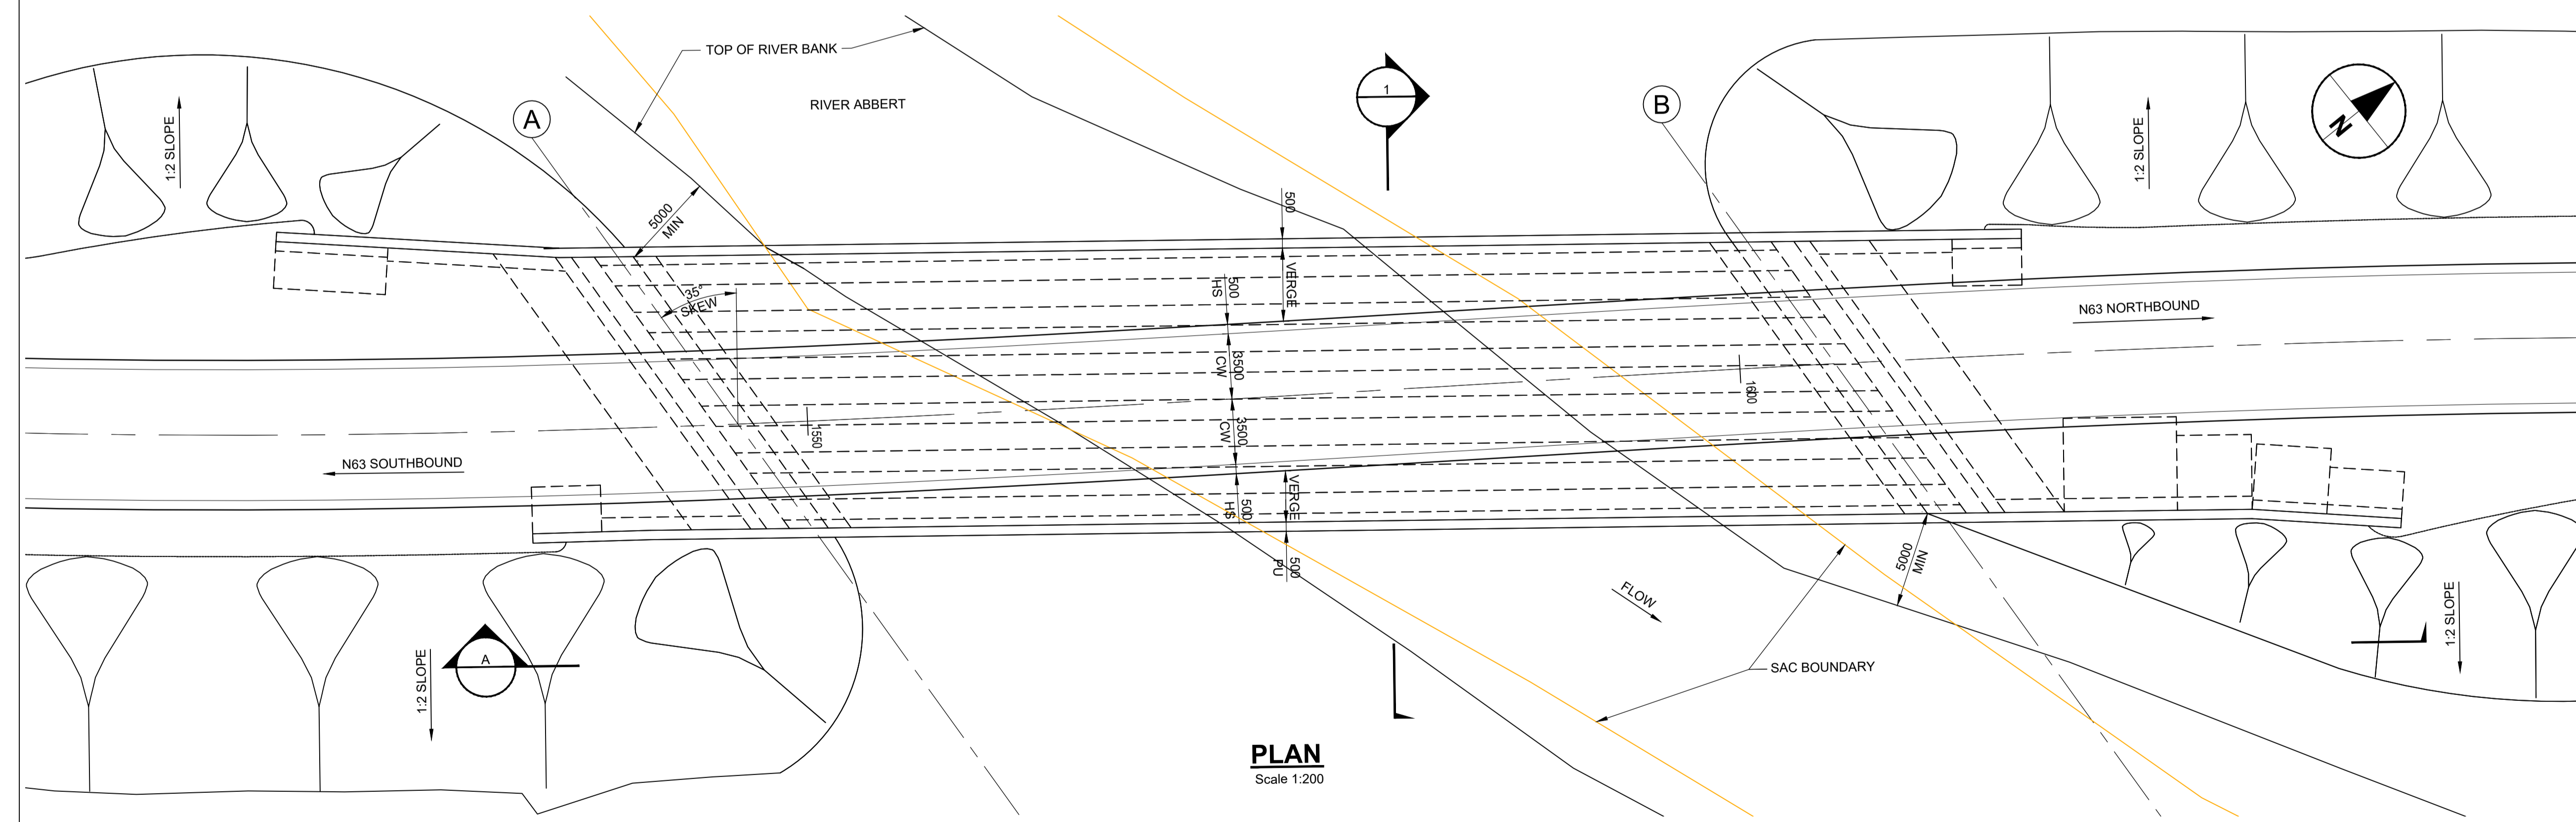 TOP OF RIVER BANK
RIVER ABBERT
A
1
B
N
1:2 SLOPE
1:2 SLOPE
5000
MIN
500
35°
SKEW
500
HS
VERGE
N63 NORTHBOUND
3500
CW
1600
1550
3500
CW
N63 SOUTHBOUND
500
HS
VERGE
500
PU
5000
MIN
FLOW
1:2 SLOPE
A
1:2 SLOPE
SAC BOUNDARY
PLAN
Scale 1:200